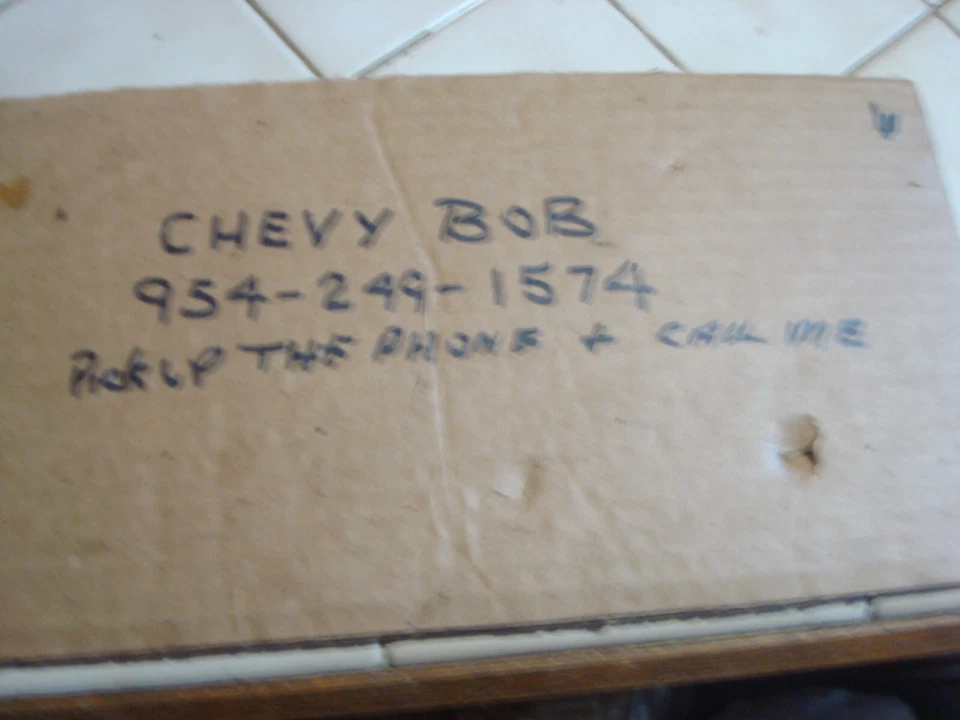 CHEVY BOB
954-249-1574
PICK UP THE PHONE + CALL ME